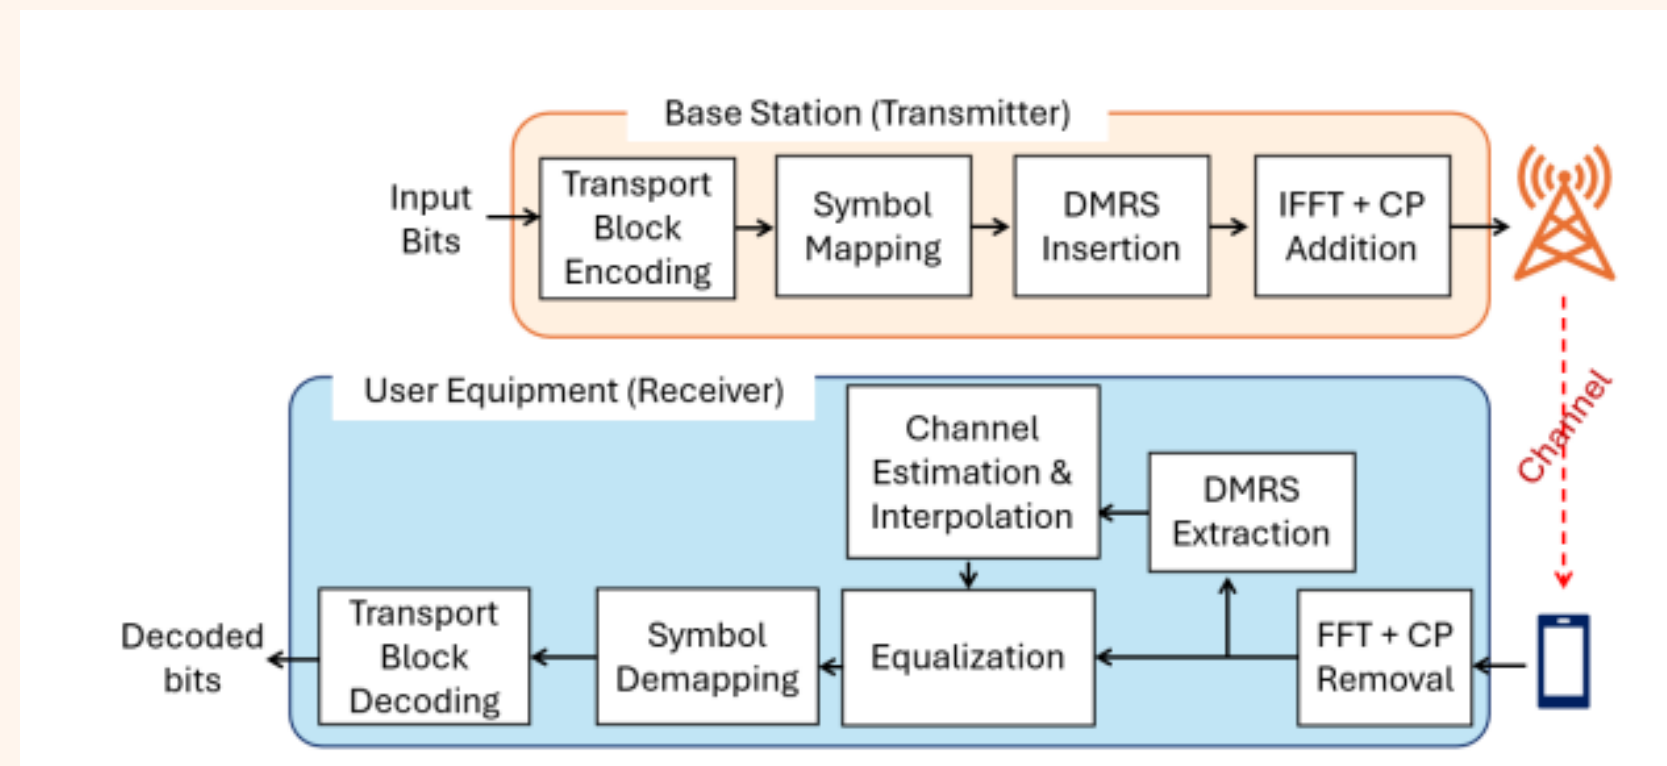 Base Station (Transmitter)
Input
Bits
Transport
Block
Encoding
Symbol
Mapping
DMRS
Insertion
IFFT + CP
Addition
Channel
User Equipment (Receiver)
Channel
Estimation &
Interpolation
DMRS
Extraction
FFT + CP
Removal
Equalization
Symbol
Demapping
Transport
Block
Decoding
Decoded
bits